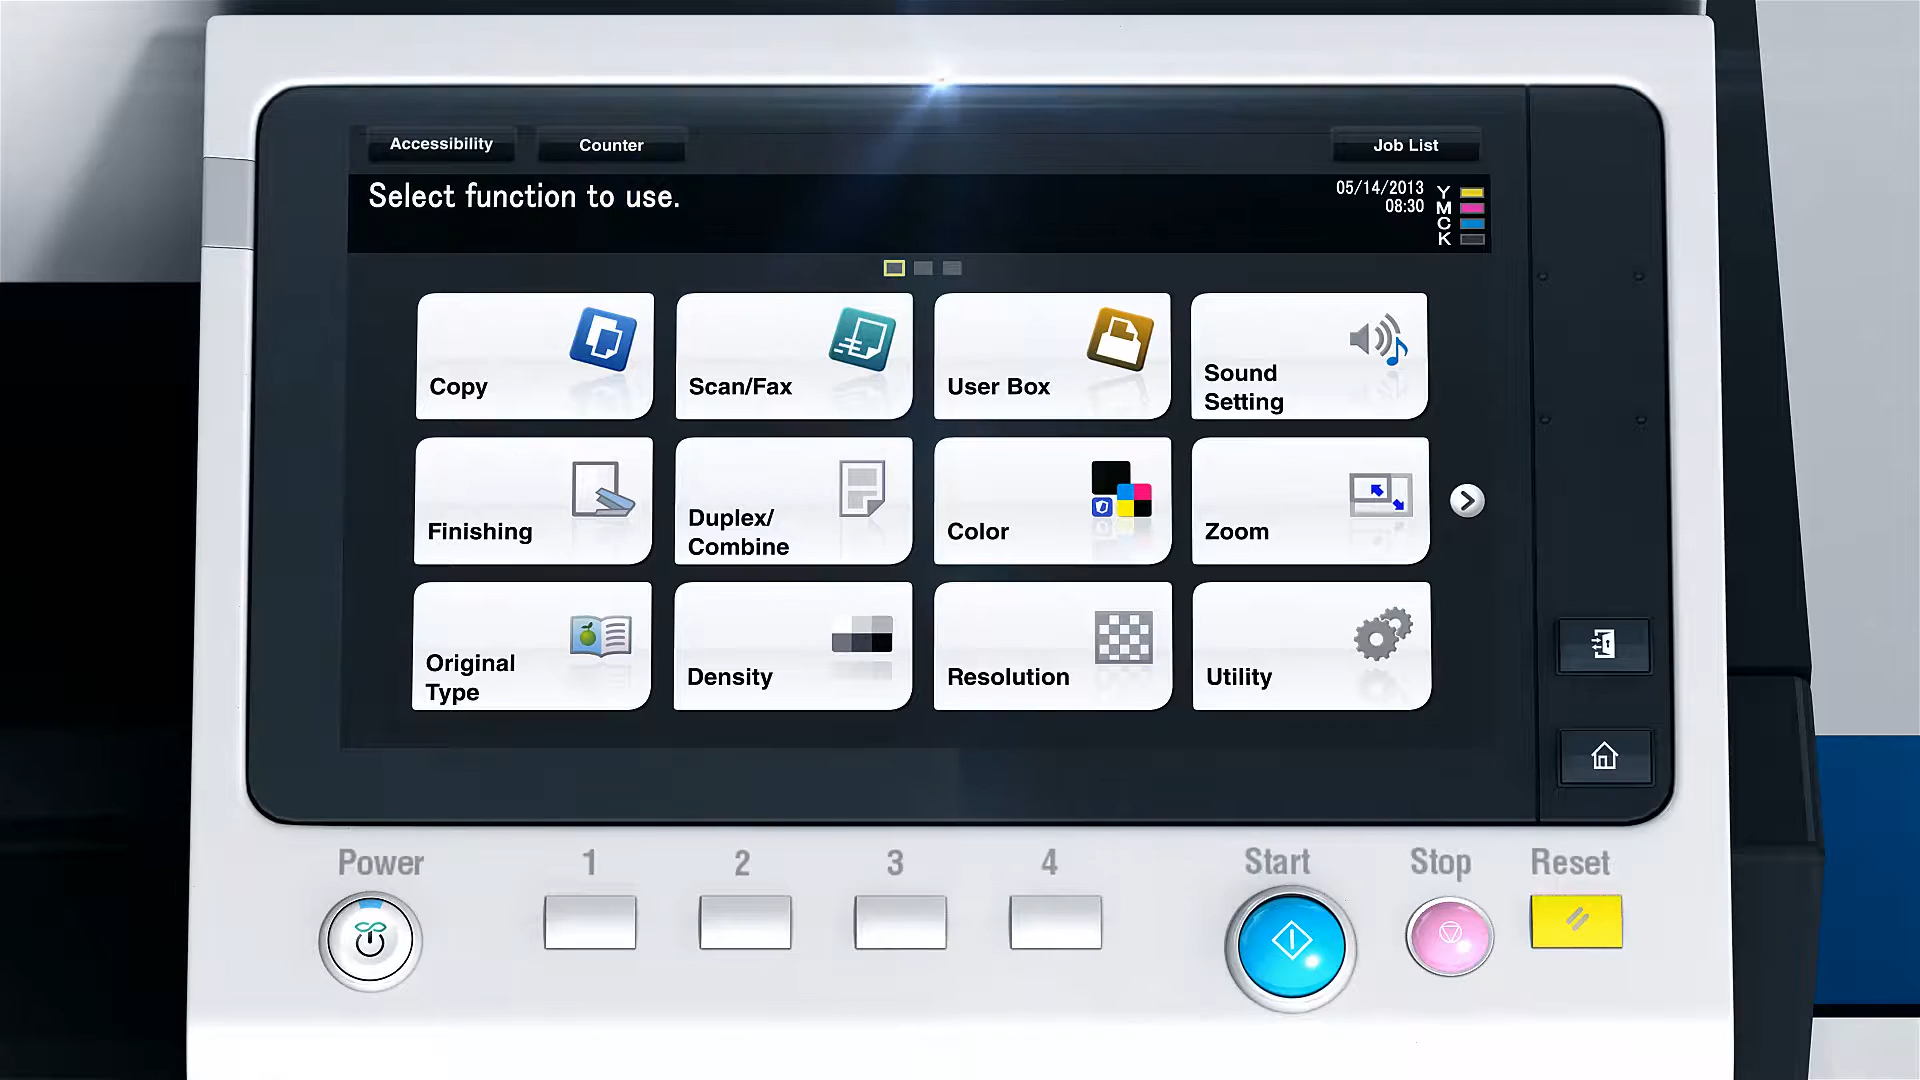 Accessibility
Counter
Job List
Select function to use.
05/14/2013
08:30
Y
M
C
K
Copy
Scan/Fax
User Box
Sound
Setting
Finishing
Duplex/
Combine
Color
Zoom
Original
Type
Density
Resolution
Utility
Power
1
2
3
4
Start
Stop
Reset